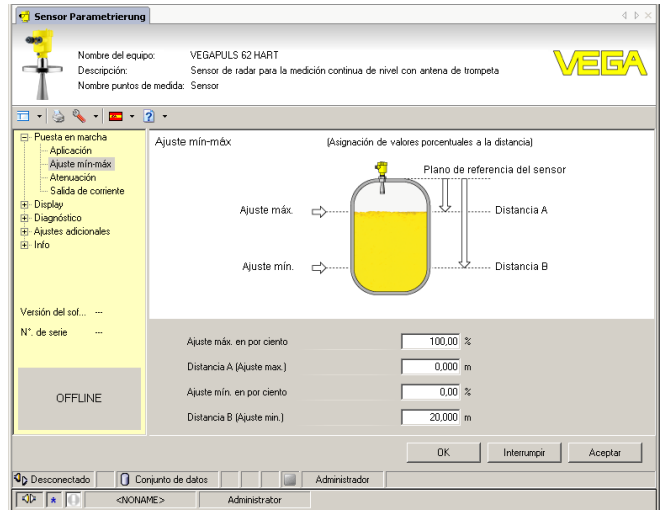 Sensor Parametrierung
Nombre del equipo: VEGAPULS 62 HART
Descripción: Sensor de radar para la medición continua de nivel con antena de trompeta
Nombre puntos de medida: Sensor
VEGA
Puesta en marcha
Aplicación
Ajuste mín-máx
Atenuación
Salida de corriente
Display
Diagnóstico
Ajustes adicionales
Info
Versión del sof... ---
N°. de serie ---
OFFLINE
Ajuste mín-máx (Asignación de valores porcentuales a la distancia)
Plano de referencia del sensor
Ajuste máx. Distancia A
Ajuste mín. Distancia B
Ajuste máx. en por ciento 100,00 %
Distancia A (Ajuste max.) 0,000 m
Ajuste mín. en por ciento 0,00 %
Distancia B (Ajuste min.) 20,000 m
OK Interrumpir Aceptar
Desconectado Conjunto de datos Administrador
<NONAME> Administrator